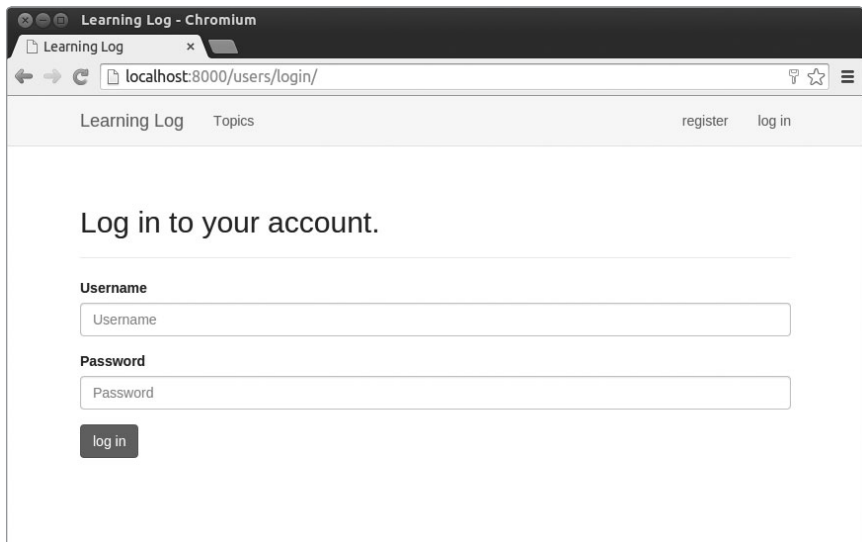 Learning Log - Chromium
Learning Log
localhost:8000/users/login/
Learning Log Topics register log in
Log in to your account.
Username
Username
Password
Password
log in